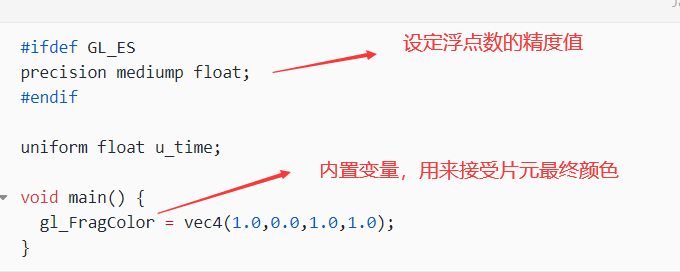 #ifdef GL_ES
设定浮点数的精度值
precision mediump float;
#endif
uniform float u_time;
内置变量，用来接受片元最终颜色
void main() {
gl_FragColor = vec4(1.0,0.0,1.0,1.0);
}